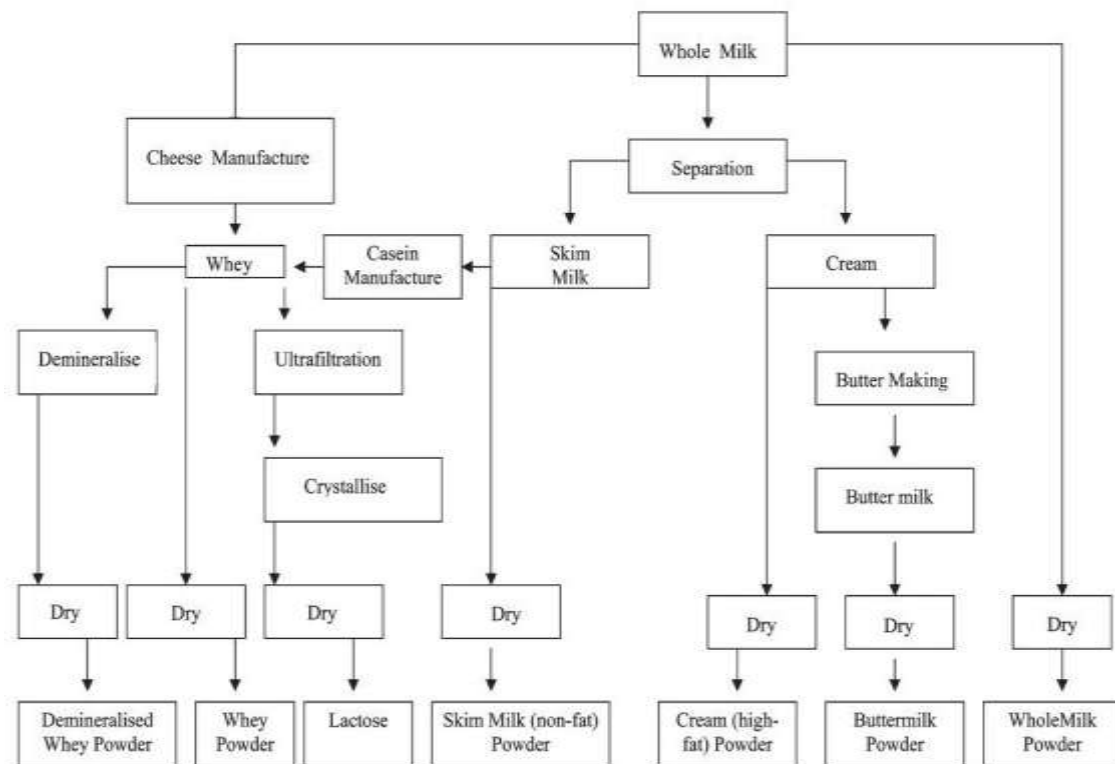 Whole Milk
Cheese Manufacture
Separation
Whey
Casein
Manufacture
Skim
Milk
Cream
Demineralise
Ultrafiltration
Butter Making
Crystallise
Butter milk
Dry
Dry
Dry
Dry
Dry
Dry
Dry
Demineralised
Whey Powder
Whey
Powder
Lactose
Skim Milk (non-fat)
Powder
Cream (high-
fat) Powder
Buttermilk
Powder
WholeMilk
Powder